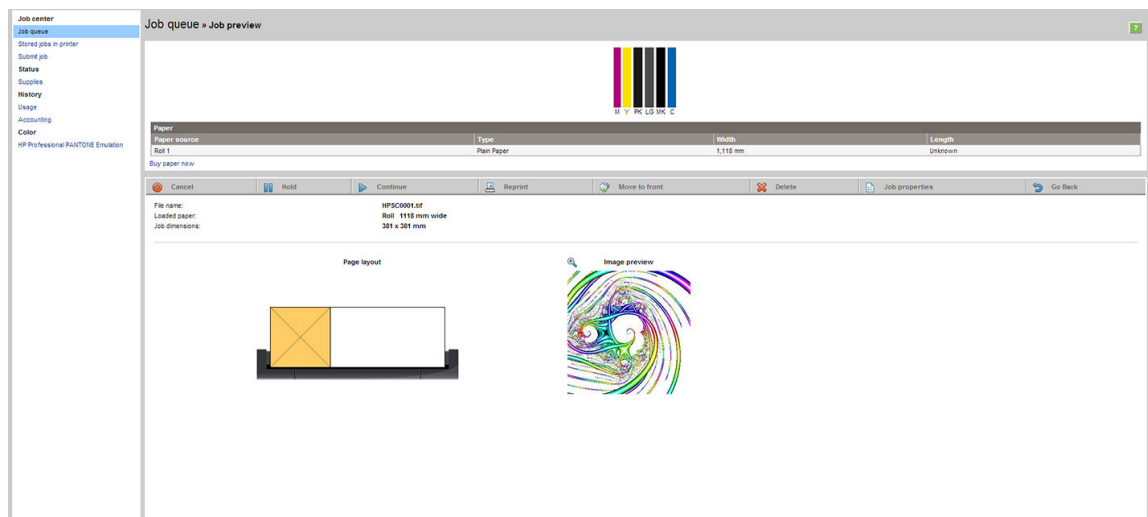 Job center
Job queue
Stored jobs in printer
Submit job
Status
Supplies
History
Usage
Accounting
Color
HP Professional PANTONE Emulation
Job queue » Job preview
?
M Y PK LG MK C
Paper
Paper source Type Width Length
Roll 1 Plain Paper 1,118 mm Unknown
Buy paper now
Cancel Hold Continue Reprint Move to front Delete Job properties Go Back
File name: HPSC0001.tif
Loaded paper: Roll 1118 mm wide
Job dimensions: 381 x 381 mm
Page layout Image preview